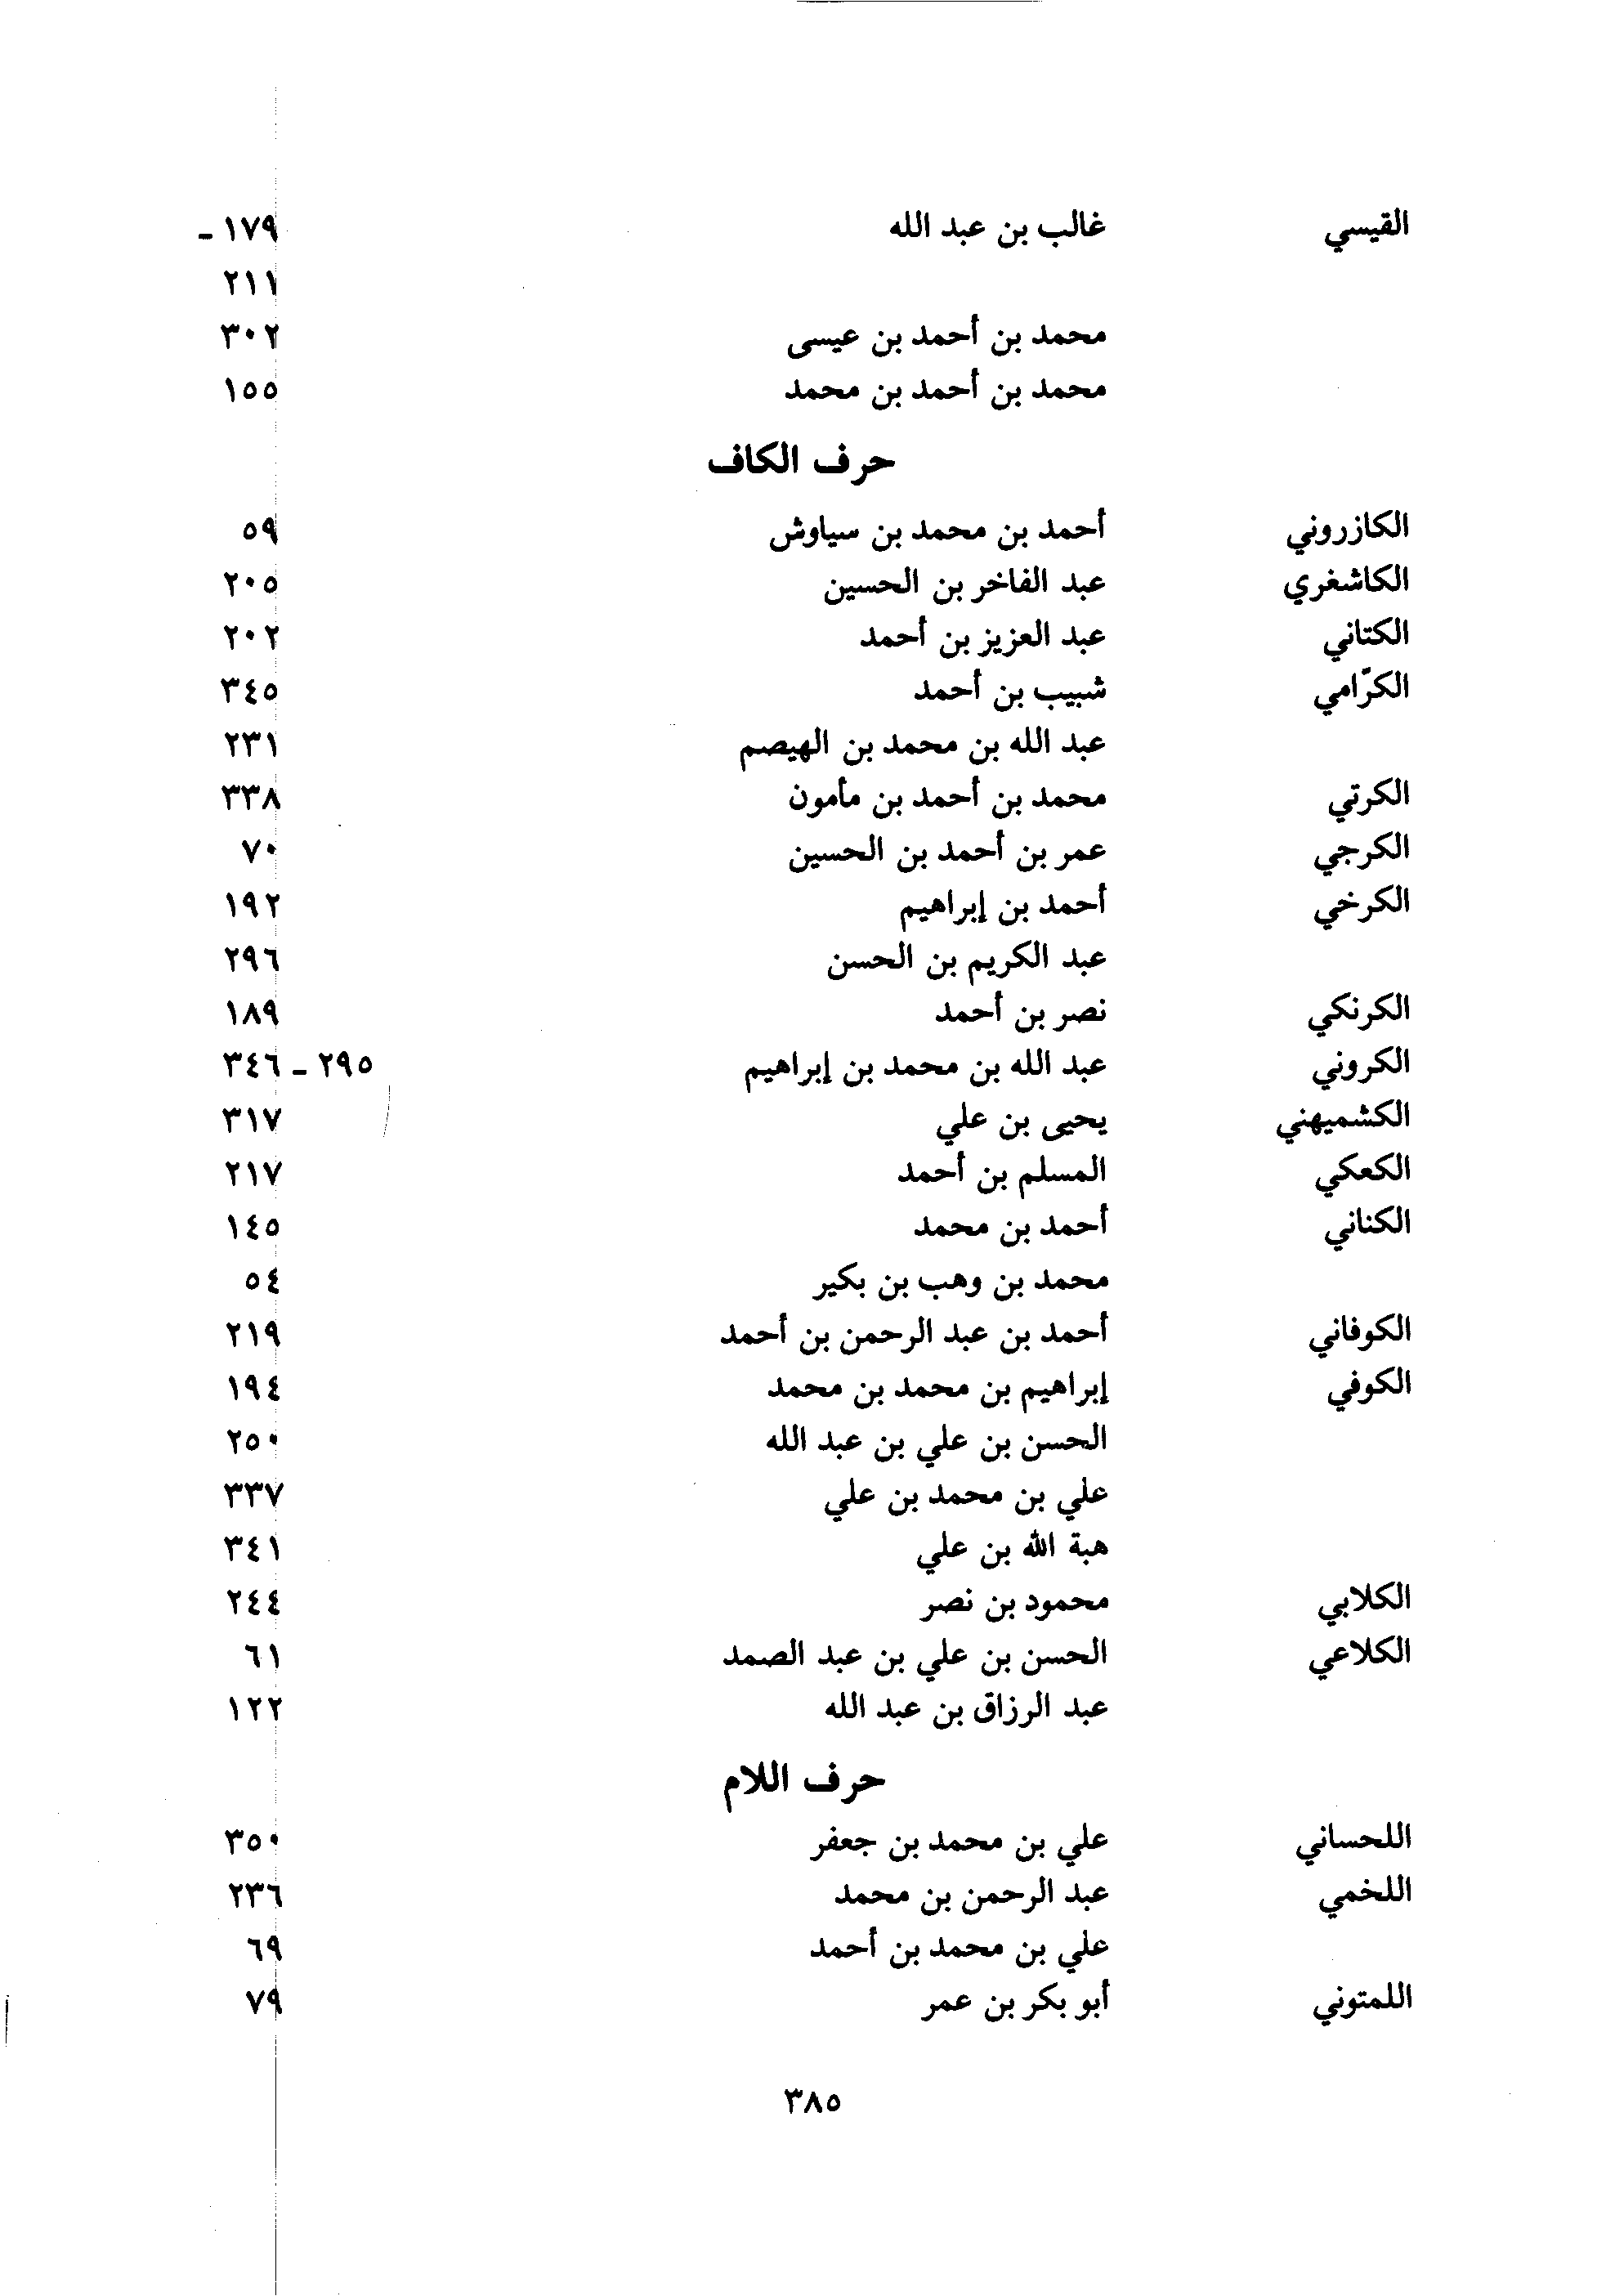 القيسي غالب بن عبد الله ١٧٩ -
٢١١
محمد بن أحمد بن عيسى ٣٠٢
محمد بن أحمد بن محمد ١٥٥
حرف الكاف
الكازروني أحمد بن محمد بن سياوش ٥٩
الكاشغري عبد الفاخر بن الحسين ٢٠٥
الكتاني عبد العزيز بن أحمد ٢٠٢
الكرّامي شبيب بن أحمد ٣٤٥
عبد الله بن محمد بن الهيصم ٢٣١
الكرتي محمد بن أحمد بن مأمون ٣٣٨
الكرجي عمر بن أحمد بن الحسين ٧٠
الكرخي أحمد بن إبراهيم ١٩٢
عبد الكريم بن الحسن ٢٩٦
الكرنكي نصر بن أحمد ١٨٩
الكروني عبد الله بن محمد بن إبراهيم ٢٩٥ - ٣٤٦
الكشميهني يحيى بن علي ٣١٧
الكعكي المسلم بن أحمد ٢١٧
الكناني أحمد بن محمد ١٤٥
محمد بن وهب بن بكير ٥٤
الكوفاني أحمد بن عبد الرحمن بن أحمد ٢١٩
الكوفي إبراهيم بن محمد بن محمد ١٩٤
الحسن بن علي بن عبد الله ٢٥٠
علي بن محمد بن علي ٣٣٧
هبة الله بن علي ٣٤١
الكلابي محمود بن نصر ٢٤٤
الكلاعي الحسن بن علي بن عبد الصمد ٦١
عبد الرزاق بن عبد الله ١٢٢
حرف اللام
اللحساني علي بن محمد بن جعفر ٣٥٠
اللخمي عبد الرحمن بن محمد ٢٣٦
علي بن محمد بن أحمد ٦٩
اللمتوني أبو بكر بن عمر ٧٩
٣٨٥